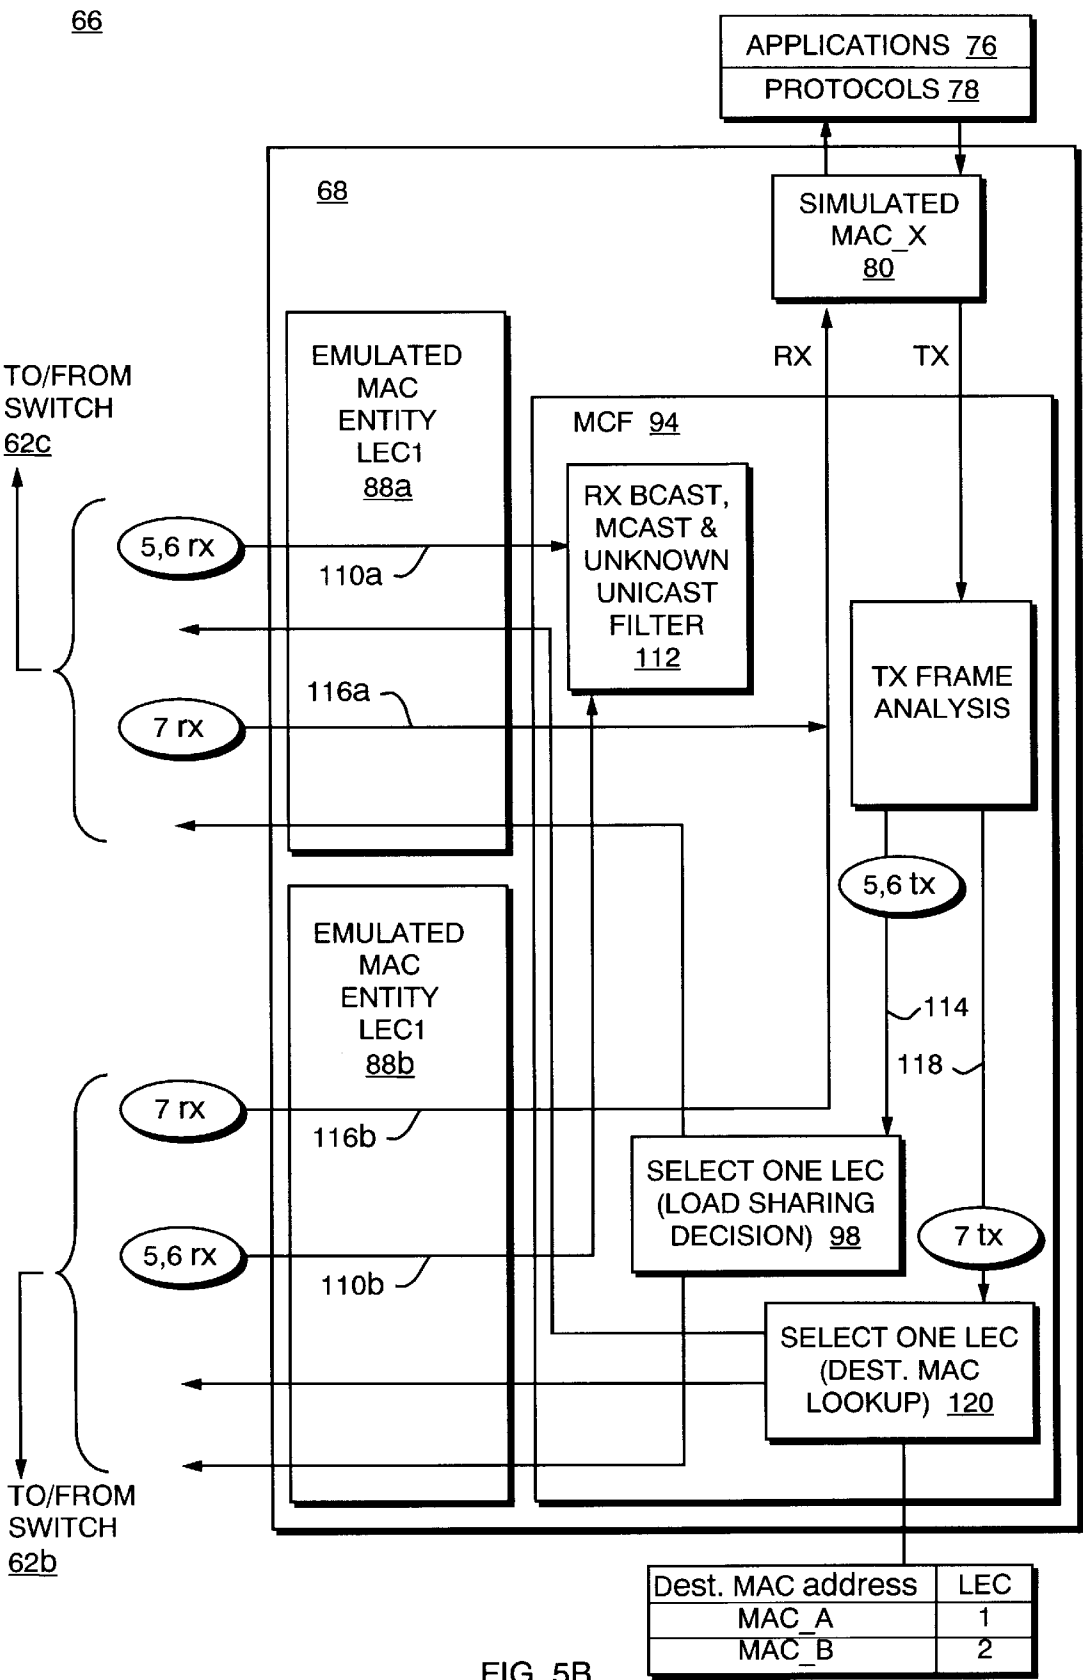 66
APPLICATIONS 76
PROTOCOLS 78
68
SIMULATED
MAC_X
80
RX
TX
TO/FROM
SWITCH
62c
EMULATED
MAC
ENTITY
LEC1
88a
MCF 94
RX BCAST,
MCAST &
UNKNOWN
UNICAST
FILTER
112
5,6 rx
110a
116a
7 rx
TX FRAME
ANALYSIS
5,6 tx
114
118
EMULATED
MAC
ENTITY
LEC1
88b
7 rx
116b
SELECT ONE LEC
(LOAD SHARING
DECISION) 98
7 tx
5,6 rx
110b
SELECT ONE LEC
(DEST. MAC
LOOKUP) 120
TO/FROM
SWITCH
62b
Dest. MAC address LEC
MAC_A 1
MAC_B 2
FIG. 5B